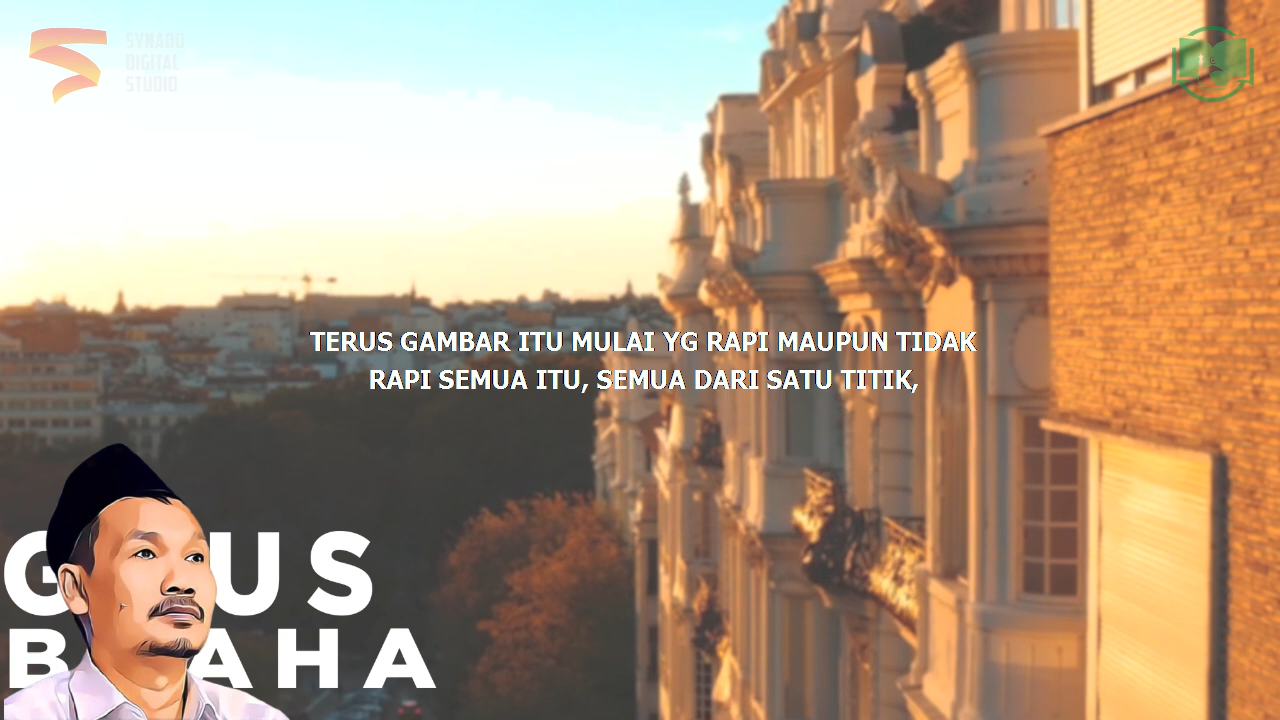 SYNADO
DIGITAL
STUDIO
TERUS GAMBAR ITU MULAI YG RAPI MAUPUN TIDAK
RAPI SEMUA ITU, SEMUA DARI SATU TITIK,
GUS
BAHA